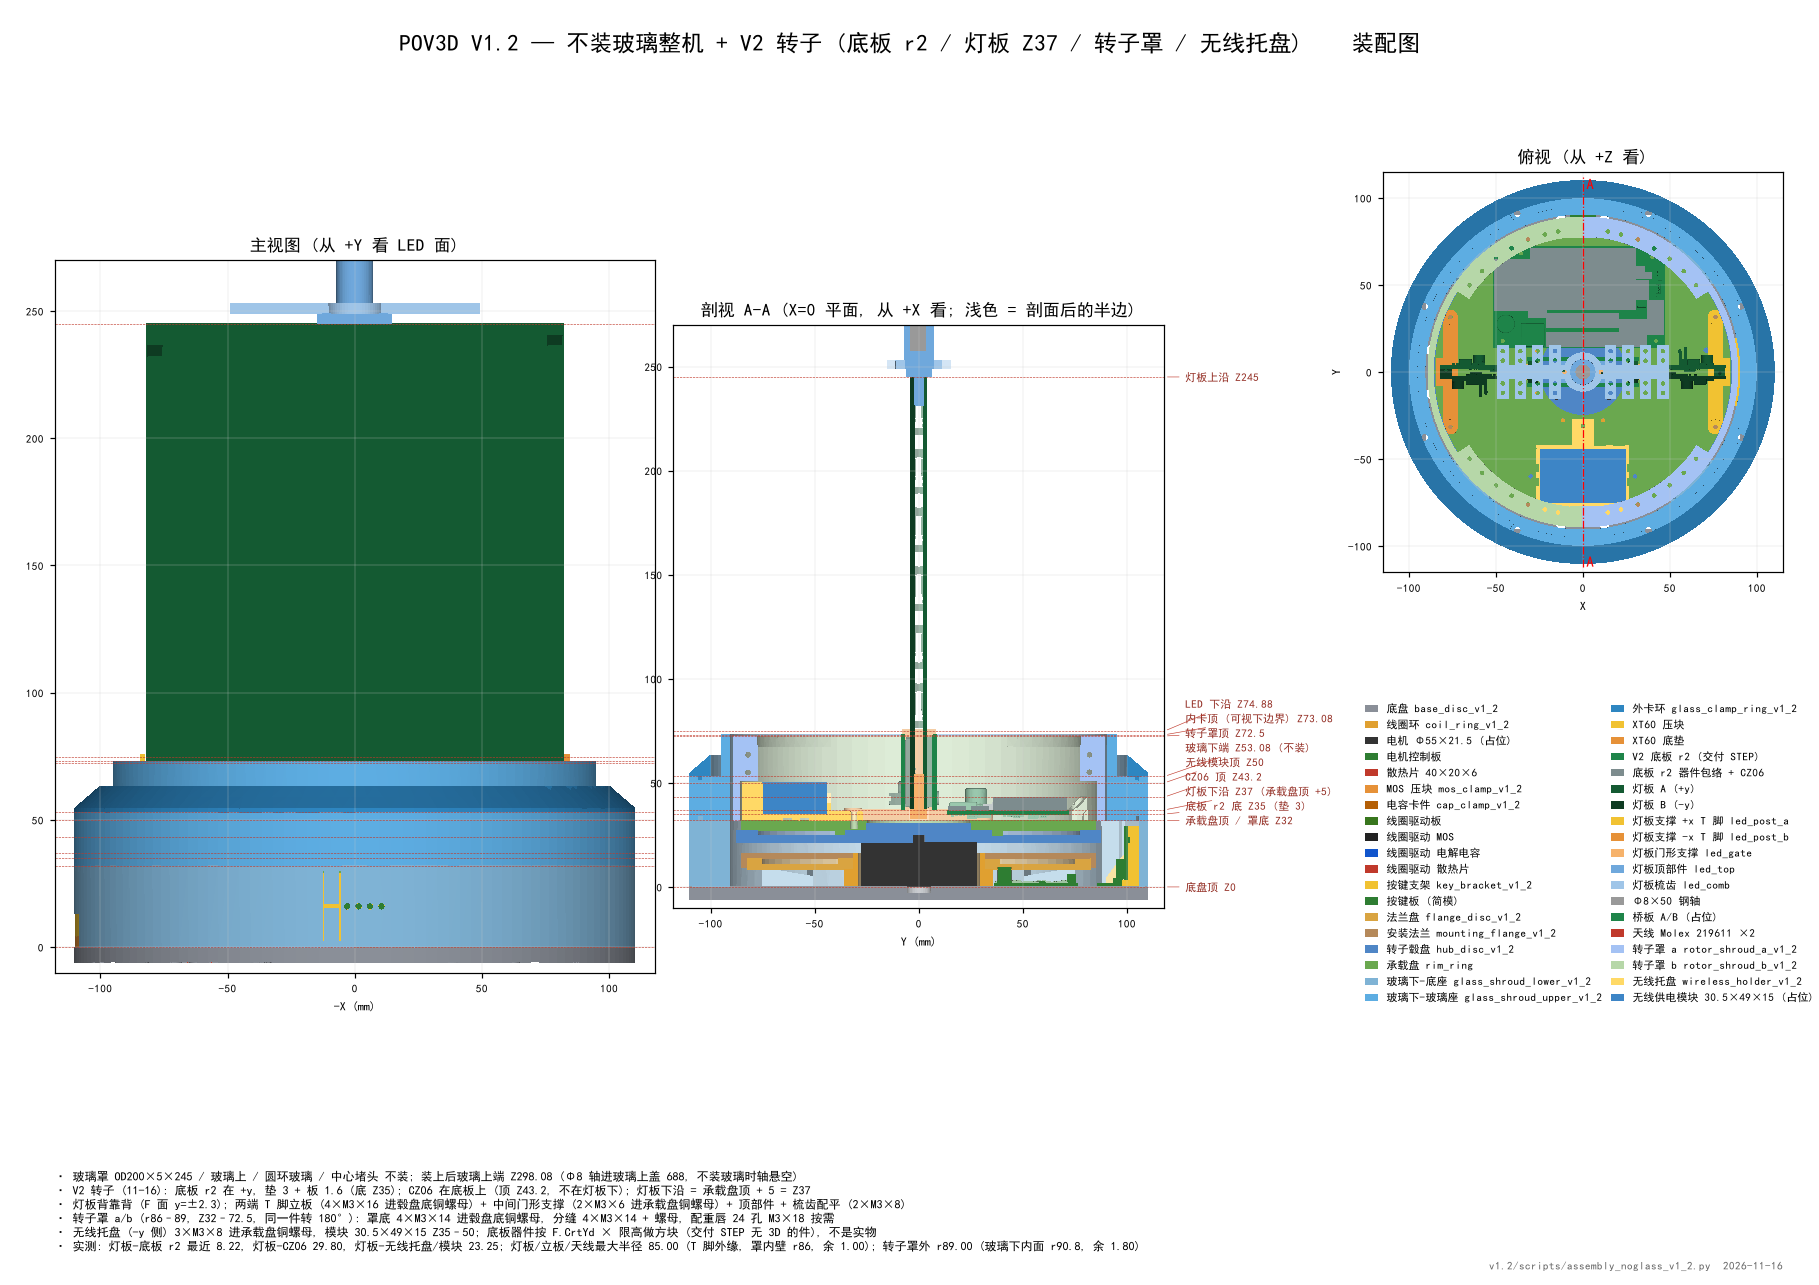 POV3D V1.2 — 不装玻璃整机 + V2 转子 (底板 r2 / 灯板 Z37 / 转子罩 / 无线托盘)    装配图
主视图 (从 +Y 看 LED 面)
250
200
150
100
50
0
-100
-50
0
50
100
-X (mm)
剖视 A-A (X=0 平面, 从 +X 看; 浅色 = 剖面后的半边)
250
200
150
100
50
0
-100
-50
0
50
100
Y (mm)
灯板上沿 Z245
LED 下沿 Z74.88
内卡顶 (可视下边界) Z73.08
转子罩顶 Z72.5
玻璃下端 Z53.08 (不装)
无线模块顶 Z50
CZ06 顶 Z43.2
灯板下沿 Z37 (承载盘顶 +5)
底板 r2 底 Z35 (垫 3)
承载盘顶 / 罩底 Z32
底盘顶 Z0
俯视 (从 +Z 看)
A
100
50
0
-50
-100
Y
A
-100
-50
0
50
100
X
底盘 base_disc_v1_2
线圈环 coil_ring_v1_2
电机 Φ55×21.5 (占位)
电机控制板
散热片 40×20×6
MOS 压块 mos_clamp_v1_2
电容卡件 cap_clamp_v1_2
线圈驱动板
线圈驱动 MOS
线圈驱动 电解电容
线圈驱动 散热片
按键支架 key_bracket_v1_2
按键板 (简模)
法兰盘 flange_disc_v1_2
安装法兰 mounting_flange_v1_2
转子毂盘 hub_disc_v1_2
承载盘 rim_ring
玻璃下-底座 glass_shroud_lower_v1_2
玻璃下-玻璃座 glass_shroud_upper_v1_2
外卡环 glass_clamp_ring_v1_2
XT60 压块
XT60 底垫
V2 底板 r2 (交付 STEP)
底板 r2 器件包络 + CZ06
灯板 A (+y)
灯板 B (-y)
灯板支撑 +x T 脚 led_post_a
灯板支撑 -x T 脚 led_post_b
灯板门形支撑 led_gate
灯板顶部件 led_top
灯板梳齿 led_comb
Φ8×50 钢轴
桥板 A/B (占位)
天线 Molex 219611 ×2
转子罩 a rotor_shroud_a_v1_2
转子罩 b rotor_shroud_b_v1_2
无线托盘 wireless_holder_v1_2
无线供电模块 30.5×49×15 (占位)
· 玻璃罩 OD200×5×245 / 玻璃上 / 圆环玻璃 / 中心堵头 不装; 装上后玻璃上端 Z298.08 (Φ8 轴进玻璃上盖 688, 不装玻璃时轴悬空)
· V2 转子 (11-16): 底板 r2 在 +y, 垫 3 + 板 1.6 (底 Z35); CZ06 在底板上 (顶 Z43.2, 不在灯板下); 灯板下沿 = 承载盘顶 + 5 = Z37
· 灯板背靠背 (F 面 y=±2.3); 两端 T 脚立板 (4×M3×16 进毂盘底铜螺母) + 中间门形支撑 (2×M3×6 进承载盘铜螺母) + 顶部件 + 梳齿配平 (2×M3×8)
· 转子罩 a/b (r86–89, Z32–72.5, 同一件转 180°): 罩底 4×M3×14 进毂盘底铜螺母, 分缝 4×M3×14 + 螺母, 配重唇 24 孔 M3×18 按需
· 无线托盘 (-y 侧) 3×M3×8 进承载盘铜螺母, 模块 30.5×49×15 Z35–50; 底板器件按 F.CrtYd × 限高做方块 (交付 STEP 无 3D 的件), 不是实物
· 实测: 灯板-底板 r2 最近 8.22, 灯板-CZ06 29.80, 灯板-无线托盘/模块 23.25; 灯板/立板/天线最大半径 85.00 (T 脚外缘, 罩内壁 r86, 余 1.00); 转子罩外 r89.00 (玻璃下内面 r90.8, 余 1.80)
v1.2/scripts/assembly_noglass_v1_2.py  2026-11-16